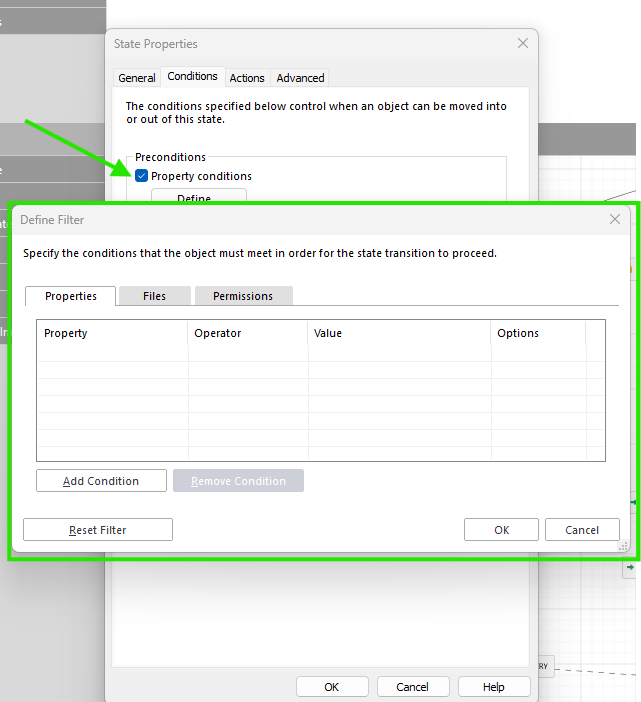 State Properties
General Conditions Actions Advanced
The conditions specified below control when an object can be moved into
or out of this state.
Preconditions
Property conditions
Define
Define Filter
Specify the conditions that the object must meet in order for the state transition to proceed.
Properties Files Permissions
Property Operator Value Options
Add Condition Remove Condition
Reset Filter OK Cancel
RY
OK Cancel Help